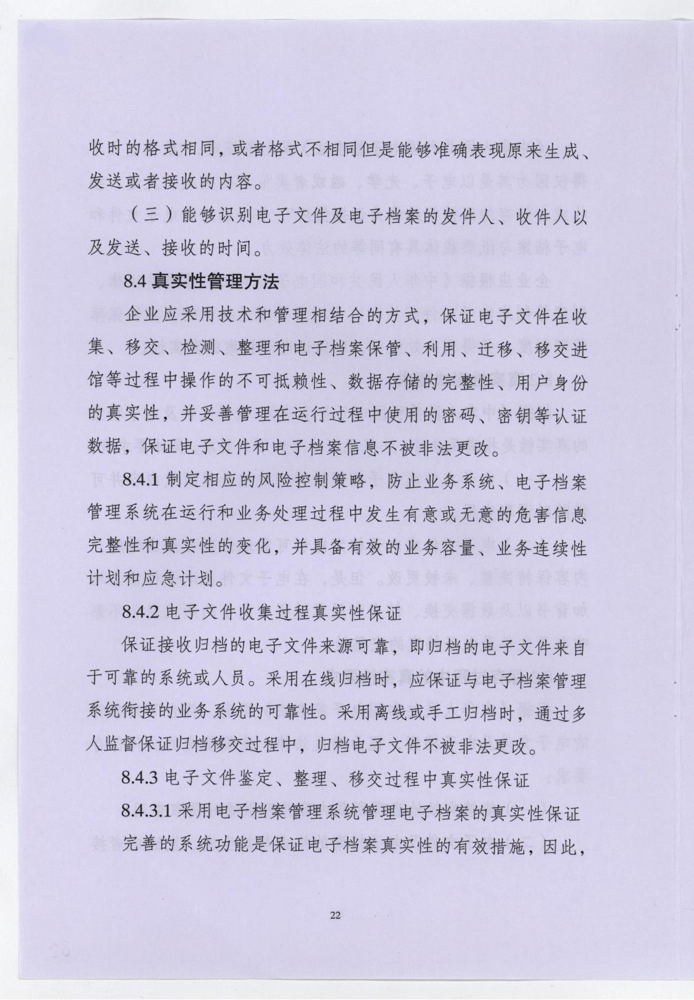 收时的格式相同，或者格式不相同但是能够准确表现原来生成、
发送或者接收的内容。
（三）能够识别电子文件及电子档案的发件人、收件人以
及发送、接收的时间。
8.4 真实性管理方法
企业应采用技术和管理相结合的方式，保证电子文件在收
集、移交、检测、整理和电子档案保管、利用、迁移、移交进
馆等过程中操作的不可抵赖性、数据存储的完整性、用户身份
的真实性，并妥善管理在运行过程中使用的密码、密钥等认证
数据，保证电子文件和电子档案信息不被非法更改。
8.4.1 制定相应的风险控制策略，防止业务系统、电子档案
管理系统在运行和业务处理过程中发生有意或无意的危害信息
完整性和真实性的变化，并具备有效的业务容量、业务连续性
计划和应急计划。
8.4.2 电子文件收集过程真实性保证
保证接收归档的电子文件来源可靠，即归档的电子文件来自
于可靠的系统或人员。采用在线归档时，应保证与电子档案管理
系统衔接的业务系统的可靠性。采用离线或手工归档时，通过多
人监督保证归档移交过程中，归档电子文件不被非法更改。
8.4.3 电子文件鉴定、整理、移交过程中真实性保证
8.4.3.1 采用电子档案管理系统管理电子档案的真实性保证
完善的系统功能是保证电子档案真实性的有效措施，因此，
22